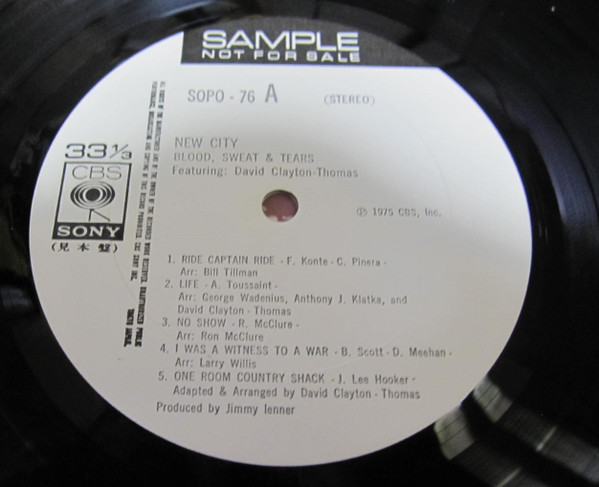 SAMPLE
NOT FOR SALE
SOPO - 76 A
(STEREO)
33 1/3
CBS
SONY
(見本盤)
NEW CITY
BLOOD, SWEAT & TEARS
Featuring: David Clayton-Thomas
Ⓟ 1975 CBS, Inc.
1. RIDE CAPTAIN RIDE - F. Konte - C. Pinera -
Arr: Bill Tillman
2. LIFE - A. Toussaint -
Arr: George Wadenius, Anthony J. Klatka, and
David Clayton - Thomas
3. NO SHOW - R. McClure -
Arr: Ron McClure
4. I WAS A WITNESS TO A WAR - B. Scott - D. Meehan -
Arr: Larry Willis
5. ONE ROOM COUNTRY SHACK - J. Lee Hooker -
Adapted & Arranged by David Clayton - Thomas
Produced by Jimmy Ienner